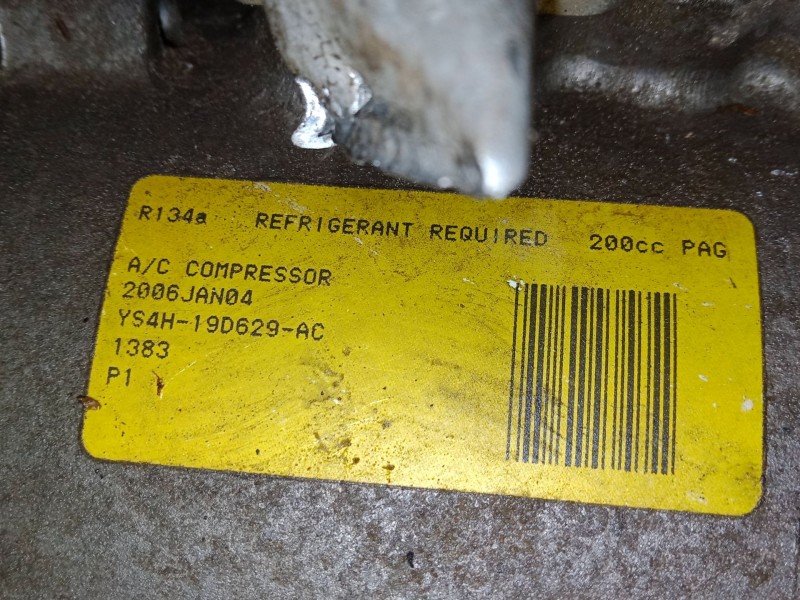 R134a REFRIGERANT REQUIRED 200cc PAG
A/C COMPRESSOR
2006JAN04
YS4H-19D629-AC
1383
P1